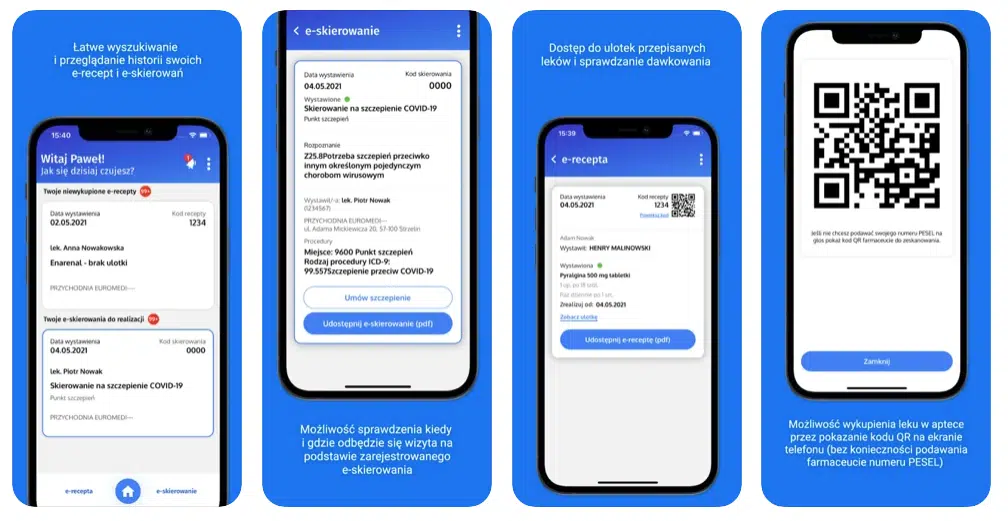 Łatwe wyszukiwanie
i przeglądanie historii swoich
e-recept i e-skierowań
15:40
Witaj Paweł!
Jak się dzisiaj czujesz?
Twoje niewykupione e-recepty 99+
Data wystawienia Kod recepty
02.05.2021 1234
lek. Anna Nowakowska
Enarenal - brak ulotki
PRZYCHODNIA EUROMEDI—
Twoje e-skierowania do realizacji 99+
Data wystawienia Kod skierowania
04.05.2021 0000
lek. Piotr Nowak
Skierowanie na szczepienie COVID-19
Punkt szczepień
PRZYCHODNIA EUROMEDI—
e-recepta e-skierowanie
e-skierowanie
Data wystawienia Kod skierowania
04.05.2021 0000
Wystawione
Skierowanie na szczepienie COVID-19
Punkt szczepień
Rozpoznanie
Z25.8Potrzeba szczepień przeciwko
innym określonym pojedynczym
chorobom wirusowym
Wystawił/-a: lek. Piotr Nowak
(1234567)
PRZYCHODNIA EUROMEDI—
ul. Adama Mickiewicza 20, 57-100 Strzelin
Procedury
Miejsce: 9600 Punkt szczepień
Rodzaj procedury ICD-9:
99.557Szczepienie przeciw COVID-19
Umów szczepienie
Udostępnij e-skierowanie (pdf)
Możliwość sprawdzenia kiedy
i gdzie odbędzie się wizyta na
podstawie zarejestrowanego
e-skierowania
Dostęp do ulotek przepisanych
leków i sprawdzanie dawkowania
15:39
e-recepta
Data wystawienia Kod recepty
04.05.2021 1234
Powiększ kod
Adam Nowak
Wystawił: HENRY MALINOWSKI
Wystawiona
Pyralgina 500 mg tabletki
1 op. po 18 szt.
Raz dziennie po 1 szt.
Zrealizuj od: 04.05.2021
Zobacz ulotkę
Udostępnij e-receptę (pdf)
Jeśli nie chcesz podawać swojego numeru PESEL na
głos pokaż kod QR farmaceucie do zeskanowania.
Zamknij
Możliwość wykupienia leku w aptece
przez pokazanie kodu QR na ekranie
telefonu (bez konieczności podawania
farmaceucie numeru PESEL)